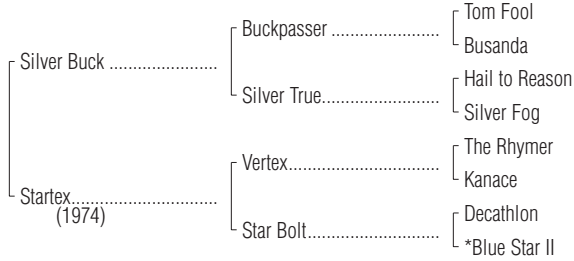 Tom Fool
Buckpasser ......................
Busanda
Silver Buck ......................
Hail to Reason
Silver True........................
Silver Fog
The Rhymer
Vertex...............................
Kanace
Startex..............................
(1974)
Decathlon
Star Bolt...........................
*Blue Star II